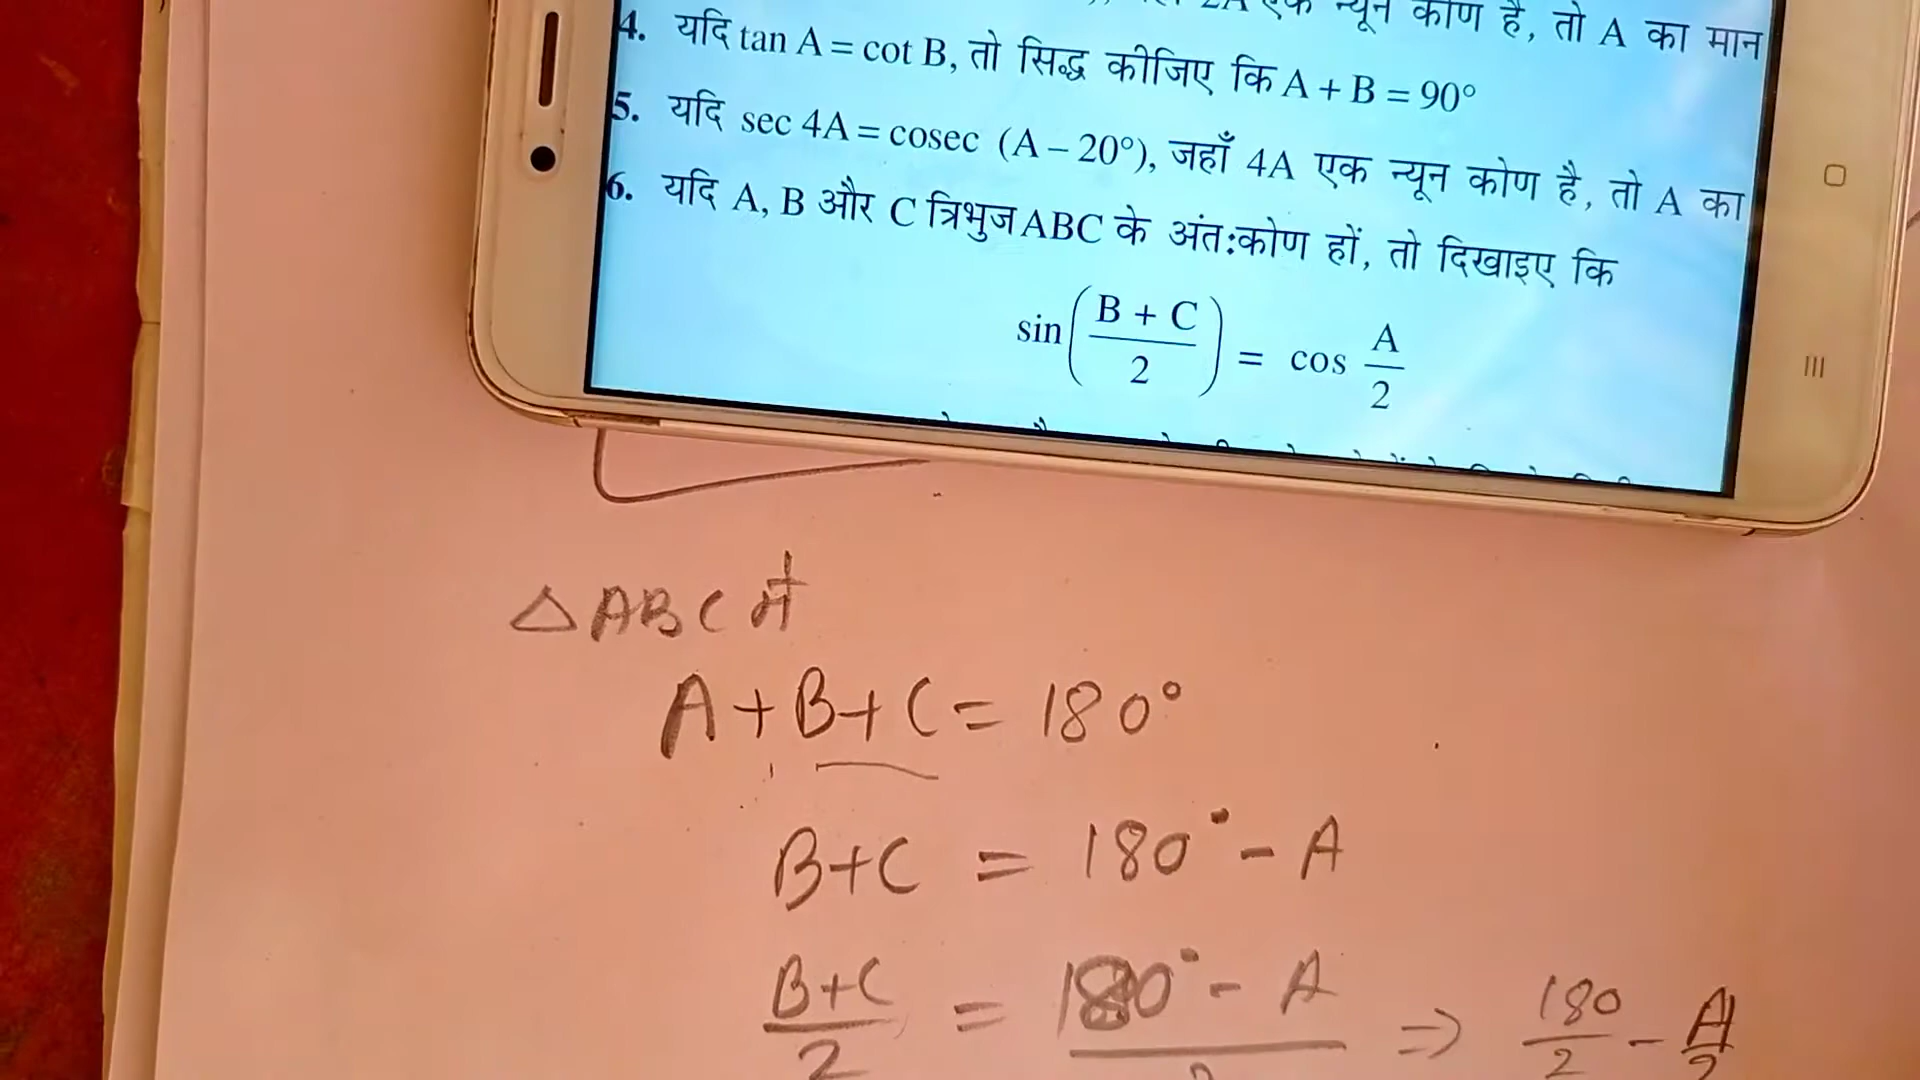 एक न्यून कोण है, तो A का मान
4. यदि tan A = cot B, तो सिद्ध कीजिए कि A + B = 90°
5. यदि sec 4A = cosec (A – 20°), जहाँ 4A एक न्यून कोण है, तो A का
6. यदि A, B और C त्रिभुज ABC के अंत:कोण हों, तो दिखाइए कि
sin((B + C)/2) = cos A/2
△ABC में
A+B+C = 180°
B+C = 180° - A
(B+C)/2 = (180° - A)/2 ⇒ 180/2 - A/2